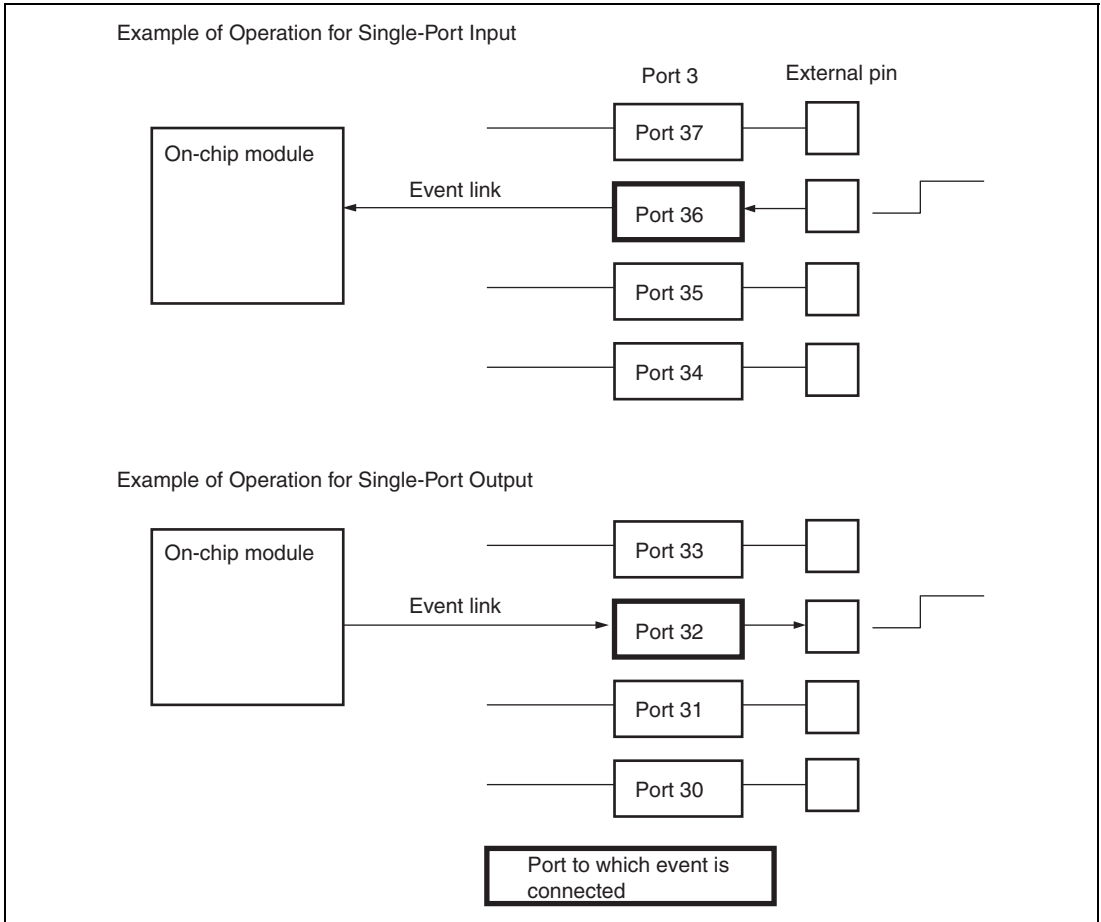 Example of Operation for Single-Port Input
Port 3
External pin
On-chip module
Port 37
Event link
Port 36
Port 35
Port 34
Example of Operation for Single-Port Output
On-chip module
Port 33
Event link
Port 32
Port 31
Port 30
Port to which event is
connected